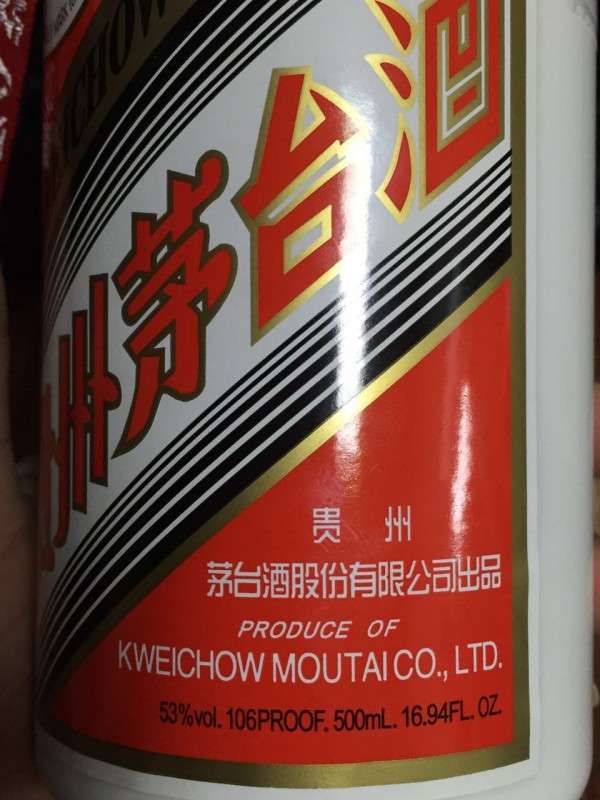 ICHOW
州茅台酒
贵州
茅台酒股份有限公司出品
PRODUCE OF
KWEICHOW MOUTAI CO., LTD.
53%vol. 106PROOF. 500mL. 16.94FL. OZ.